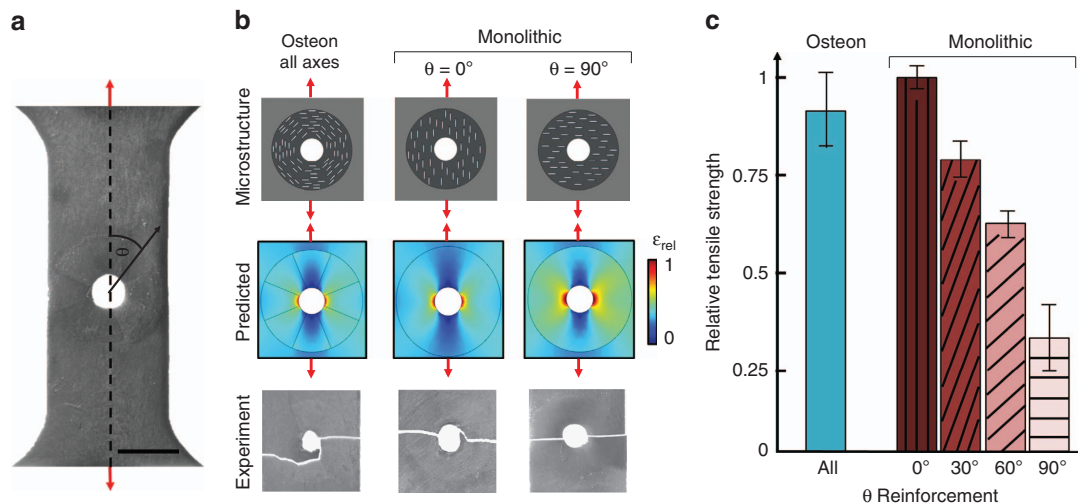 a
θ
b
Osteon
all axes
Monolithic
θ = 0°
θ = 90°
Microstructure
Predicted
Experiment
ε rel
1
0
c
Osteon
Monolithic
Relative tensile strength
1
0.75
0.5
0.25
0
All
0°
30°
60°
90°
θ Reinforcement